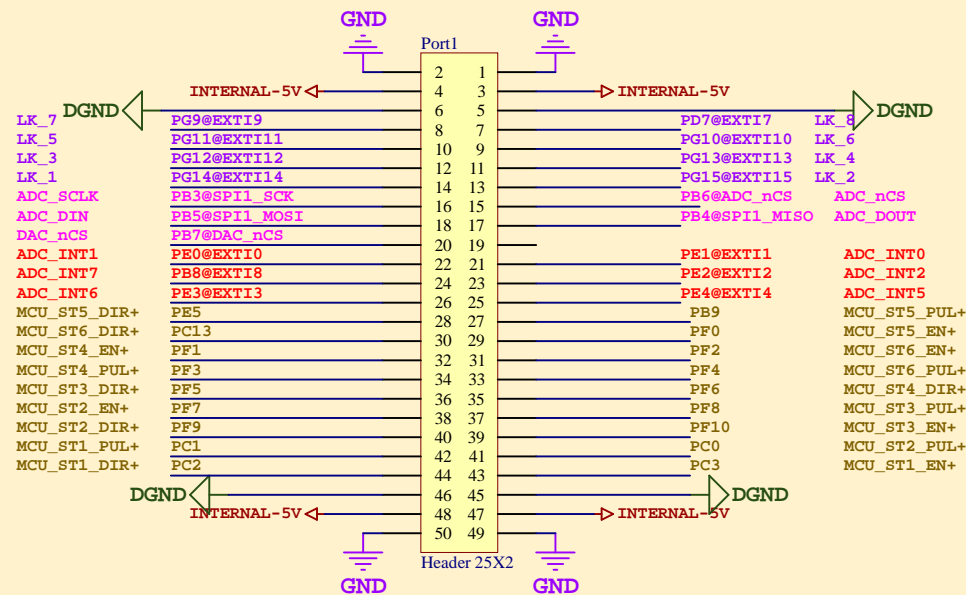 GND GND
Port1
2 1
INTERNAL-5V 4 3 INTERNAL-5V
DGND 6 5 DGND
LK_7 PG9@EXTI9 8 7 PD7@EXTI7 LK_8
LK_5 PG11@EXTI11 10 9 PG10@EXTI10 LK_6
LK_3 PG12@EXTI12 12 11 PG13@EXTI13 LK_4
LK_1 PG14@EXTI14 14 13 PG15@EXTI15 LK_2
ADC_SCLK PB3@SPI1_SCK 16 15 PB6@ADC_nCS ADC_nCS
ADC_DIN PB5@SPI1_MOSI 18 17 PB4@SPI1_MISO ADC_DOUT
DAC_nCS PB7@DAC_nCS 20 19
ADC_INT1 PE0@EXTI0 22 21 PE1@EXTI1 ADC_INT0
ADC_INT7 PB8@EXTI8 24 23 PE2@EXTI2 ADC_INT2
ADC_INT6 PE3@EXTI3 26 25 PE4@EXTI4 ADC_INT5
MCU_ST5_DIR+ PE5 28 27 PB9 MCU_ST5_PUL+
MCU_ST6_DIR+ PC13 30 29 PF0 MCU_ST5_EN+
MCU_ST4_EN+ PF1 32 31 PF2 MCU_ST6_EN+
MCU_ST4_PUL+ PF3 34 33 PF4 MCU_ST6_PUL+
MCU_ST3_DIR+ PF5 36 35 PF6 MCU_ST4_DIR+
MCU_ST2_EN+ PF7 38 37 PF8 MCU_ST3_PUL+
MCU_ST2_DIR+ PF9 40 39 PF10 MCU_ST3_EN+
MCU_ST1_PUL+ PC1 42 41 PC0 MCU_ST2_PUL+
MCU_ST1_DIR+ PC2 44 43 PC3 MCU_ST1_EN+
DGND 46 45 DGND
INTERNAL-5V 48 47 INTERNAL-5V
50 49
Header 25X2
GND GND